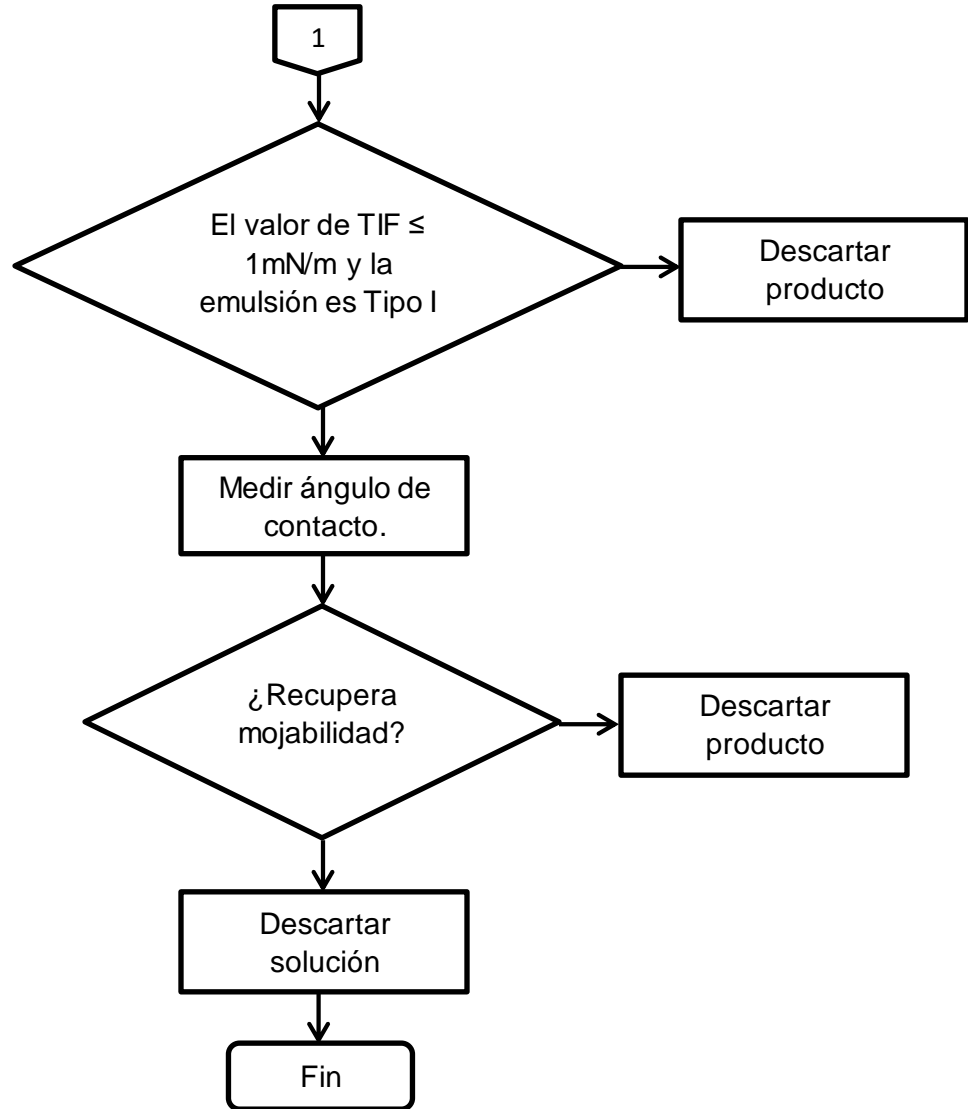 1
El valor de TIF ≤
1mN/m y la
emulsión es Tipo I
Descartar
producto
Medir ángulo de
contacto.
¿Recupera
mojabilidad?
Descartar
producto
Descartar
solución
Fin